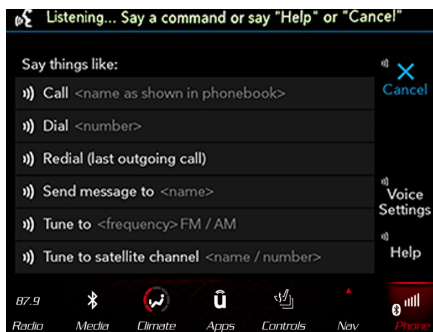 Listening... Say a command or say "Help" or "Cancel"
Say things like:
Call <name as shown in phonebook>
Dial <number>
Redial (last outgoing call)
Send message to <name>
Tune to <frequency> FM / AM
Tune to satellite channel <name / number>
Cancel
Voice
Settings
Help
87.9
Radio
Media
Climate
Apps
Controls
Nav
Phone